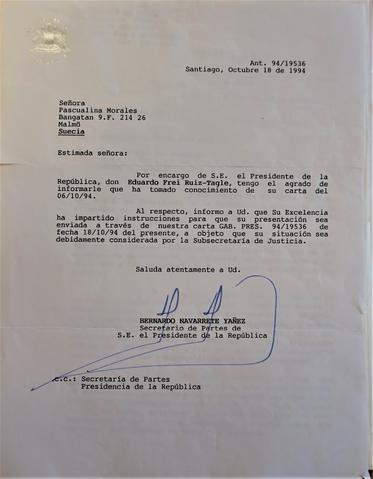 Ant. 94/19536
Santiago, Octubre 18 de 1994
Señora
Pascualina Morales
Bangatan 9.F. 214 26
Malmö
Suecia
Estimada señora:
Por encargo de S.E. el Presidente de la
República, don Eduardo Frei Ruiz-Tagle, tengo el agrado de
informarle que ha tomado conocimiento de su carta del
06/10/94.
Al respecto, informo a Ud. que Su Excelencia
ha impartido instrucciones para que su presentación sea
enviada a través de nuestra carta GAB. PRES. 94/19536 de
fecha 18/10/94 del presente, a objeto que su situación sea
debidamente considerada por la Subsecretaría de Justicia.
Saluda atentamente a Ud.
BERNARDO NAVARRETE YAÑEZ
Secretario de Partes de
S.E. el Presidente de la República
c.c.: Secretaría de Partes
Presidencia de la República